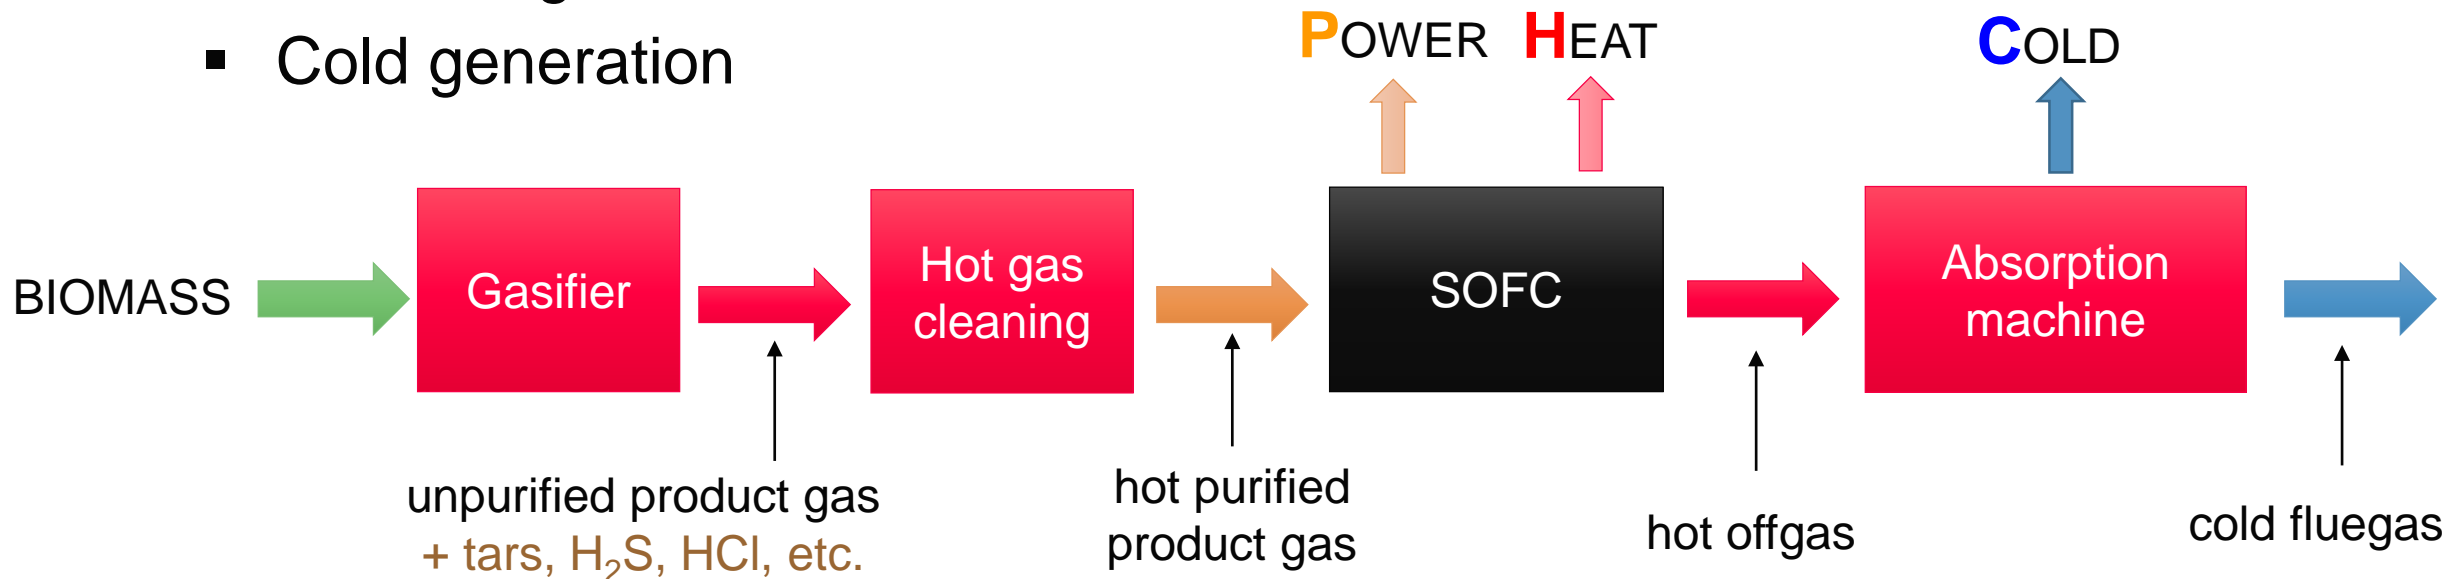 ▪ Cold generation
POWER HEAT
COLD
BIOMASS
Gasifier
Hot gas
cleaning
SOFC
Absorption
machine
unpurified product gas
+ tars, H₂S, HCl, etc.
hot purified
product gas
hot offgas
cold fluegas